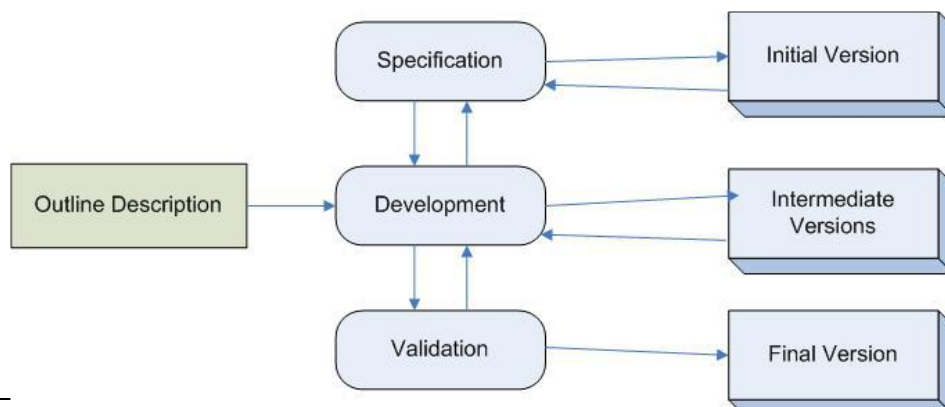 Specification
Initial Version
Outline Description
Development
Intermediate
Versions
Validation
Final Version